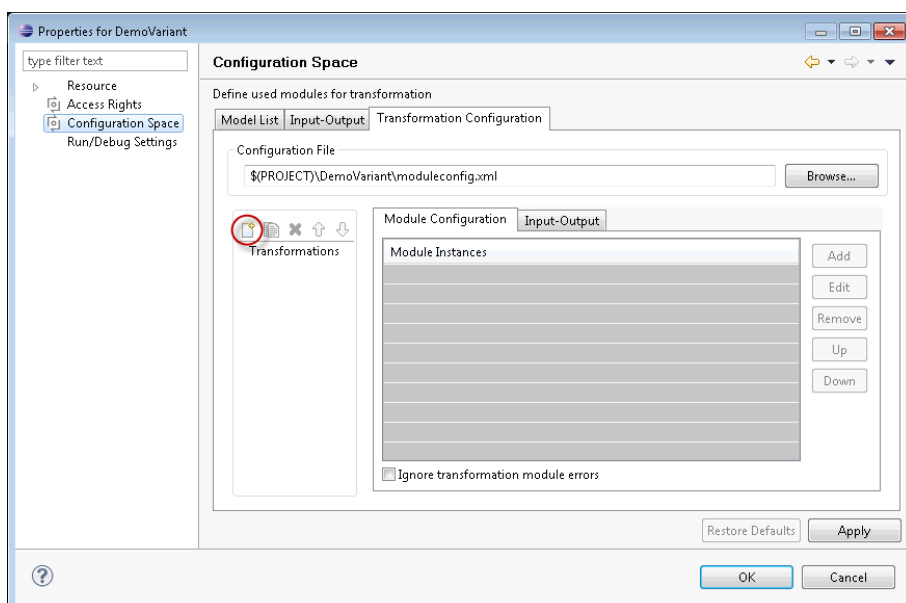 Properties for DemoVariant
type filter text
Resource
Access Rights
Configuration Space
Run/Debug Settings
Configuration Space
Define used modules for transformation
Model List
Input-Output
Transformation Configuration
Configuration File
$(PROJECT)\DemoVariant\moduleconfig.xml
Browse...
Transformations
Module Configuration
Input-Output
Module Instances
Add
Edit
Remove
Up
Down
Ignore transformation module errors
Restore Defaults
Apply
?
OK
Cancel